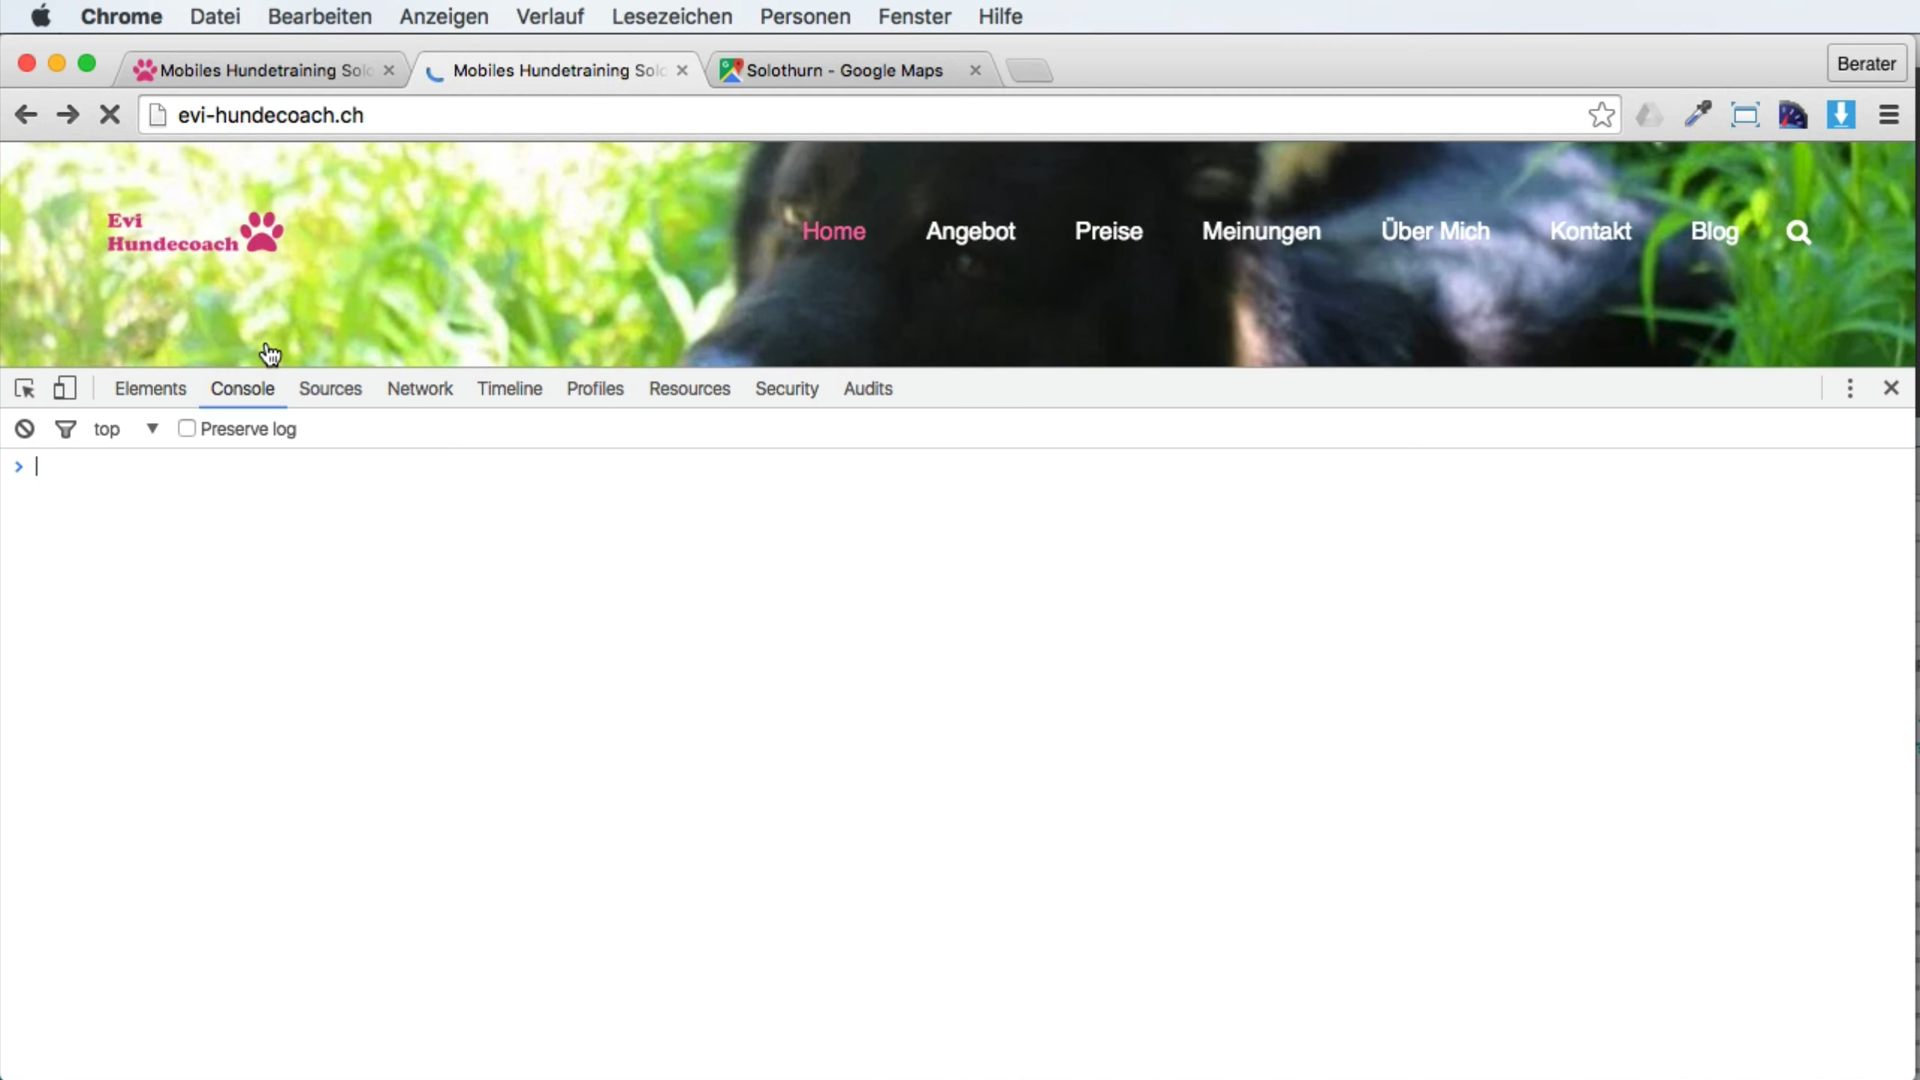 Chrome Datei Bearbeiten Anzeigen Verlauf Lesezeichen Personen Fenster Hilfe
Mobiles Hundetraining Solo Mobiles Hundetraining Solo Solothurn - Google Maps Berater
evi-hundecoach.ch
Evi
Hundecoach
Home Angebot Preise Meinungen Über Mich Kontakt Blog
Elements Console Sources Network Timeline Profiles Resources Security Audits
top Preserve log